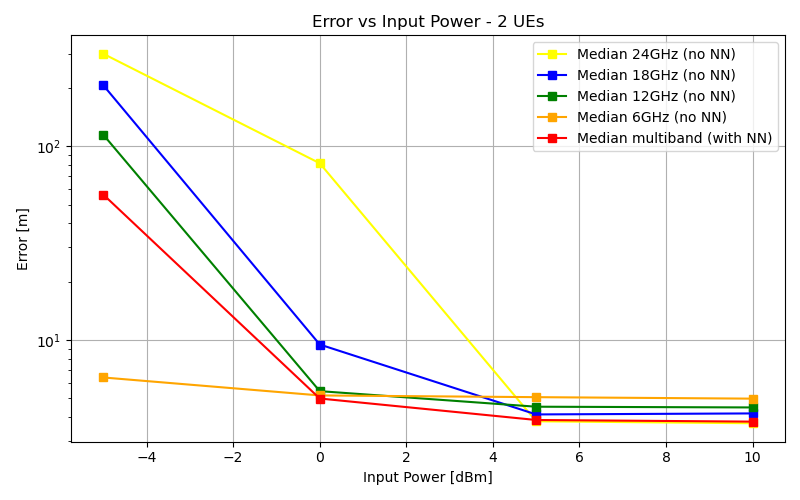 Error vs Input Power - 2 UEs
Median 24GHz (no NN)
Median 18GHz (no NN)
Median 12GHz (no NN)
Median 6GHz (no NN)
Median multiband (with NN)
Error [m]
10²
10¹
−4 −2 0 2 4 6 8 10
Input Power [dBm]